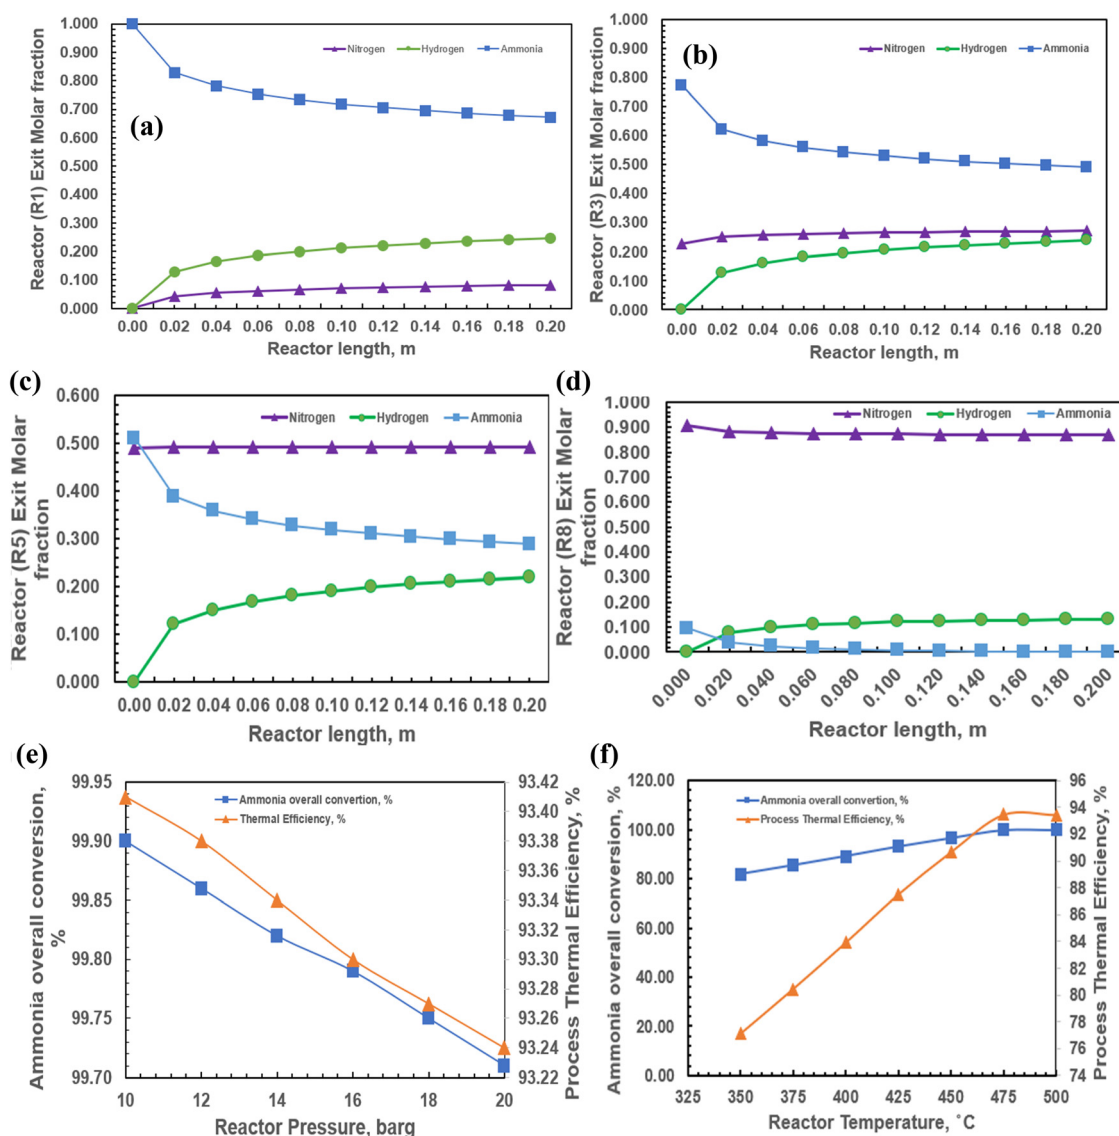 (a)
Reactor (R1) Exit Molar fraction
1.000
0.900
0.800
0.700
0.600
0.500
0.400
0.300
0.200
0.100
0.000
Nitrogen Hydrogen Ammonia
0.00 0.02 0.04 0.06 0.08 0.10 0.12 0.14 0.16 0.18 0.20
Reactor length, m
(b)
Reactor (R3) Exit Molar fraction
1.000
0.900
0.800
0.700
0.600
0.500
0.400
0.300
0.200
0.100
0.000
Nitrogen Hydrogen Ammonia
0.00 0.02 0.04 0.06 0.08 0.10 0.12 0.14 0.16 0.18 0.20
Reactor length, m
(c)
Reactor (R5) Exit Molar
fraction
0.600
0.500
0.400
0.300
0.200
0.100
0.000
Nitrogen Hydrogen Ammonia
0.00 0.02 0.04 0.06 0.08 0.10 0.12 0.14 0.16 0.18 0.20
Reactor length, m
(d)
Reactor (R8) Exit Molar
fraction
1.000
0.900
0.800
0.700
0.600
0.500
0.400
0.300
0.200
0.100
0.000
Nitrogen Hydrogen Ammonia
0.000 0.020 0.040 0.060 0.080 0.100 0.120 0.140 0.160 0.180 0.200
Reactor length, m
(e)
Ammonia overall conversion,
%
99.95
99.90
99.85
99.80
99.75
99.70
Ammonia overall convertion, %
Thermal Efficiency, %
93.42
93.40
93.38
93.36
93.34
93.32
93.30
93.28
93.26
93.24
93.22
Process Thermal Efficiency, %
10 12 14 16 18 20
Reactor Pressure, barg
(f)
Ammonia overall conversion, %
120.00
100.00
80.00
60.00
40.00
20.00
0.00
Ammonia overall convertion, %
Process Thermal Efficiency, %
96
94
92
90
88
86
84
82
80
78
76
74
Process Thermal Efficiency, %
325 350 375 400 425 450 475 500
Reactor Temperature, ˚C